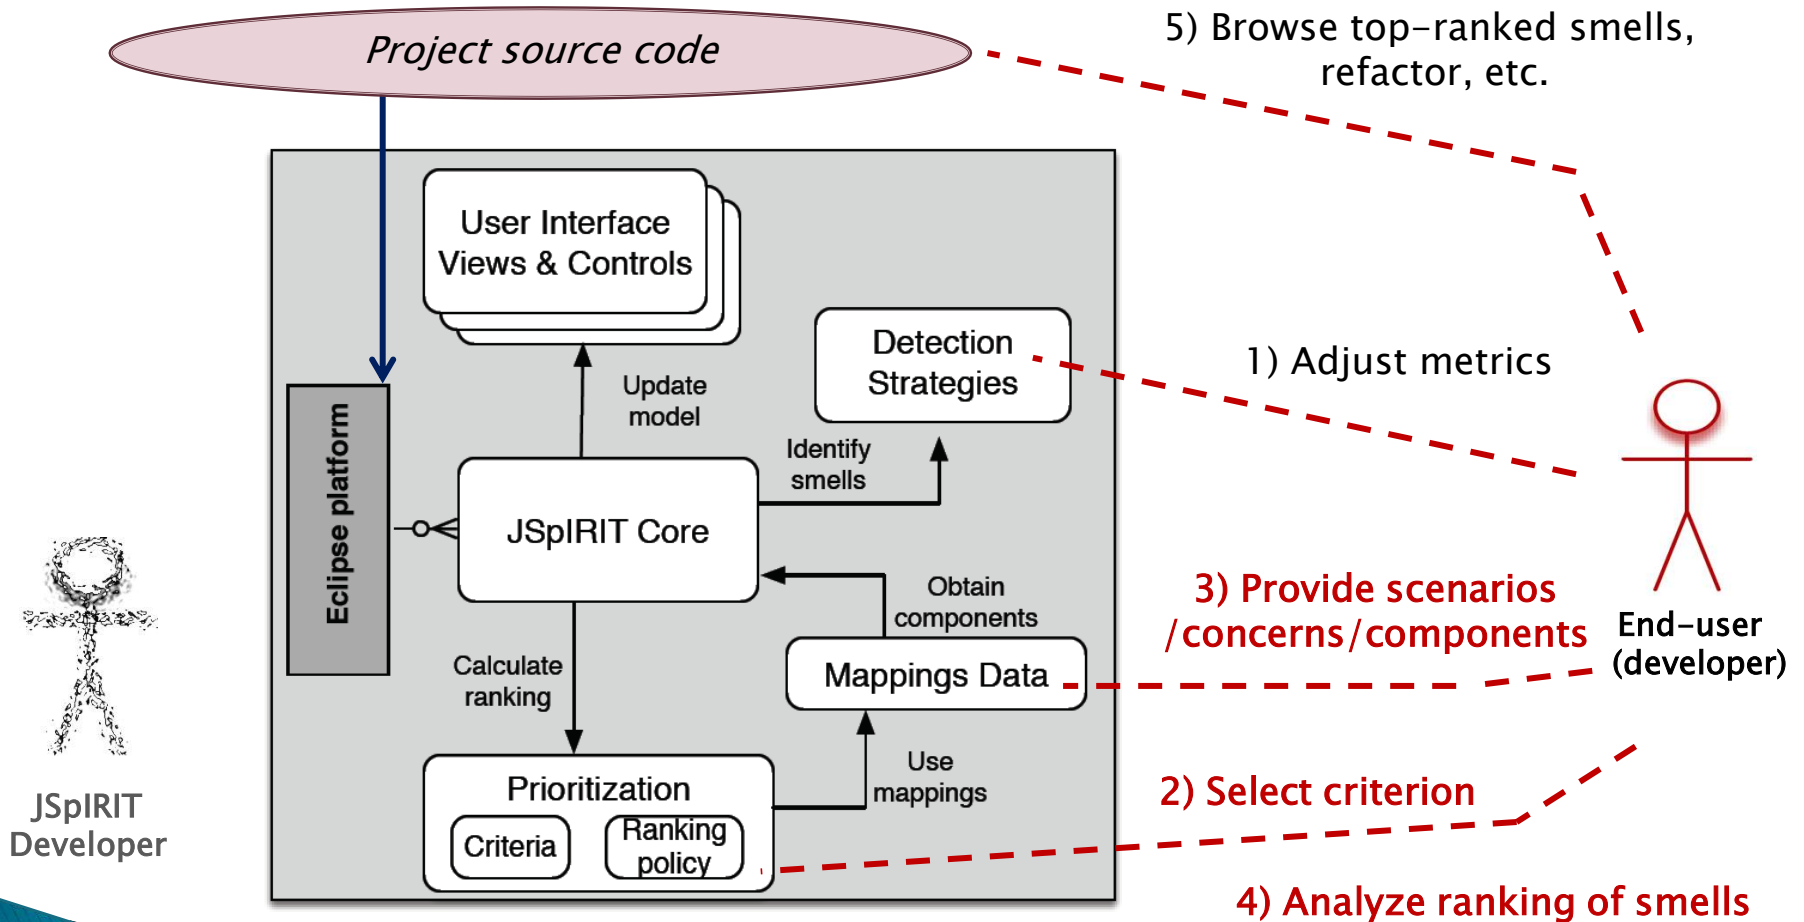 Project source code
5) Browse top-ranked smells,
refactor, etc.
User Interface
Views & Controls
Detection
Strategies
1) Adjust metrics
Update
model
Identify
smells
Eclipse platform
JSpIRIT Core
Obtain
components
3) Provide scenarios
/concerns/components
End-user
(developer)
Calculate
ranking
Mappings Data
Use
mappings
Prioritization
Criteria
Ranking
policy
2) Select criterion
JSpIRIT
Developer
4) Analyze ranking of smells